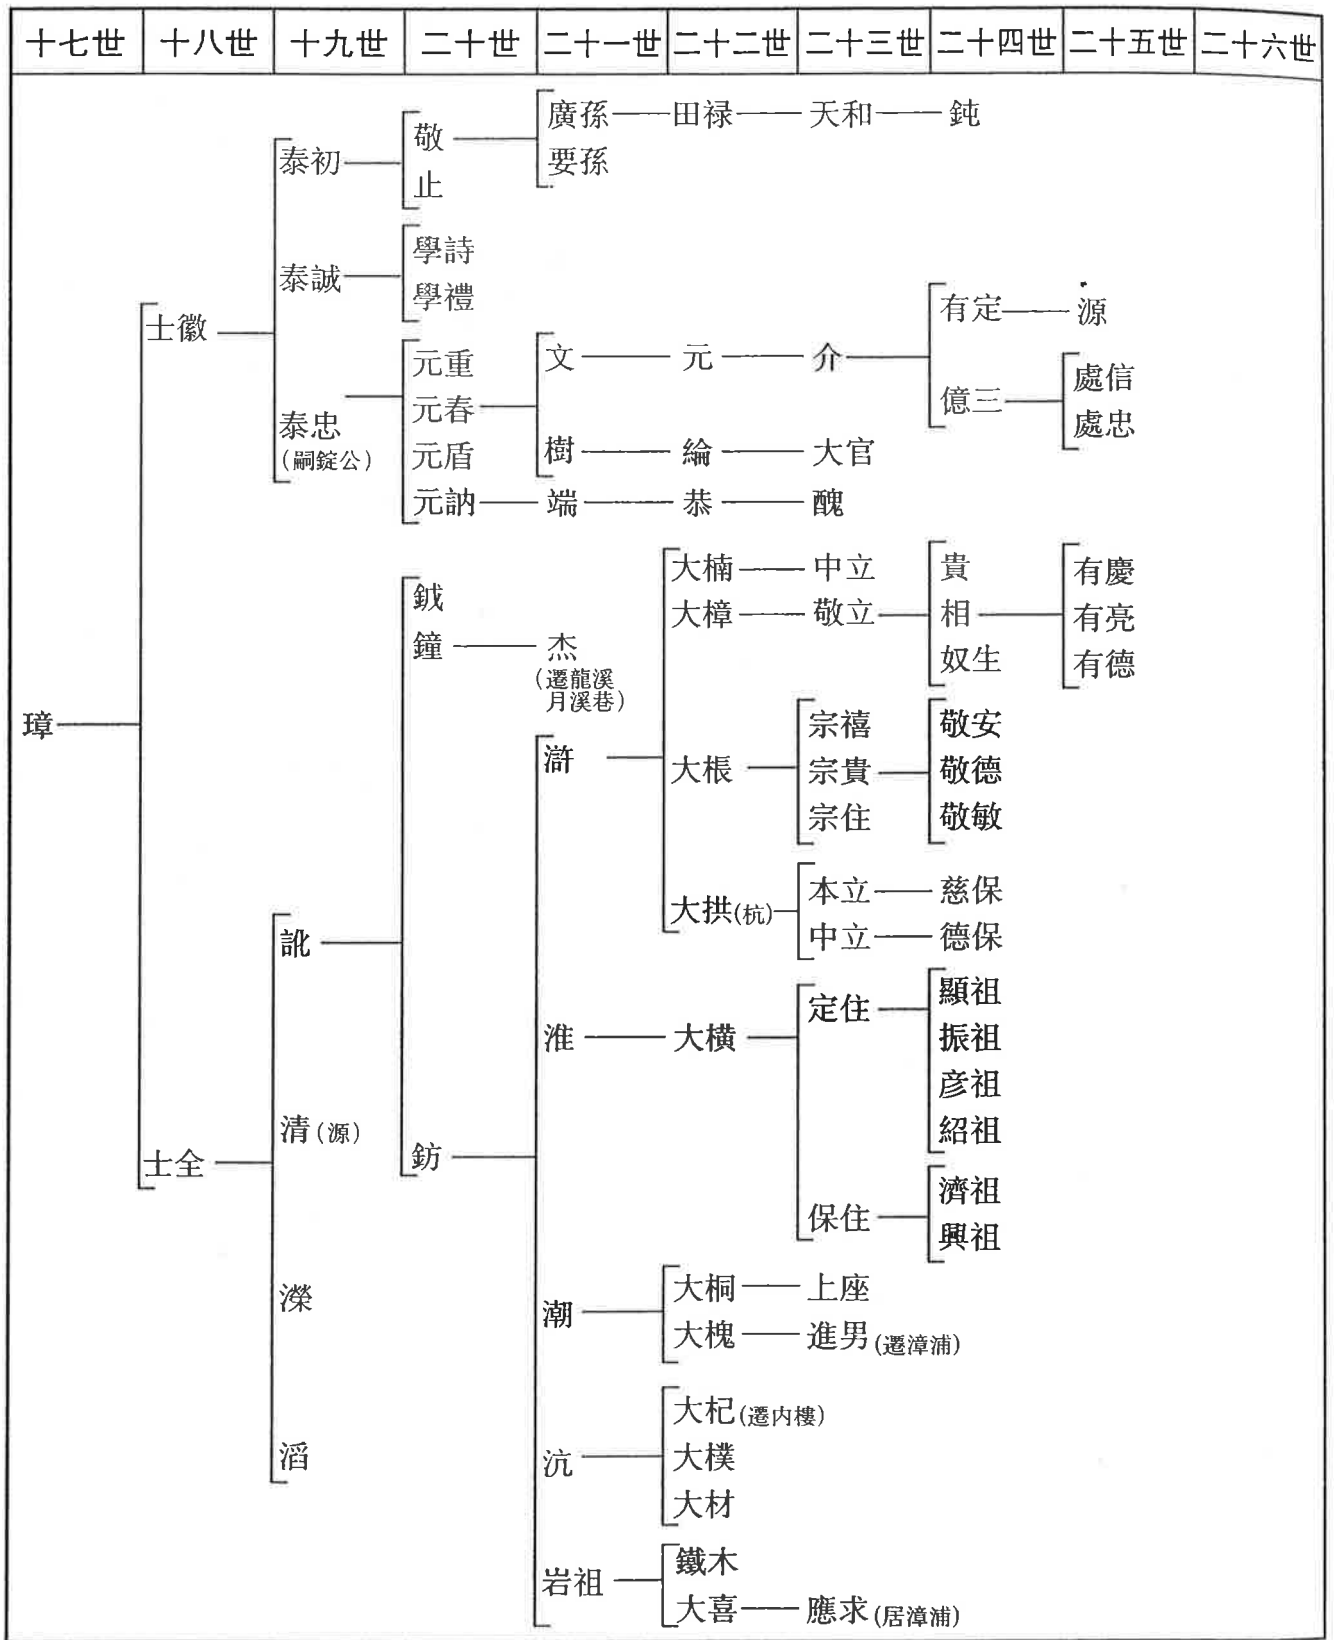 十七世 十八世 十九世 二十世 二十一世 二十二世 二十三世 二十四世 二十五世 二十六世
廣孫 田禄 天和 鈍
敬
泰初 要孫
止
學詩
泰誠
學禮
有定 源
士徽
文 元 介
元重
處信
億三
元春
處忠
泰忠
(嗣錠公)
元盾 樹 綸 大官
元訥 端 恭 醜
大楠 中立 貴 有慶
鉞
大樟 敬立 相 有亮
鐘 杰
(遷龍溪
月溪巷)
奴生 有德
璋 宗禧 敬安
滸 大棖 宗貴 敬德
宗住 敬敏
本立 慈保
大拱(杭)
中立 德保
訛
顯祖
定住
淮 大橫 振祖
彦祖
清(源) 紹祖
士全 鈁
濟祖
保住
興祖
濚 大桐 上座
潮
大槐 進男(遷漳浦)
大杞(遷内樓)
滔 沆 大樸
大材
鐵木
岩祖
大喜 應求(居漳浦)